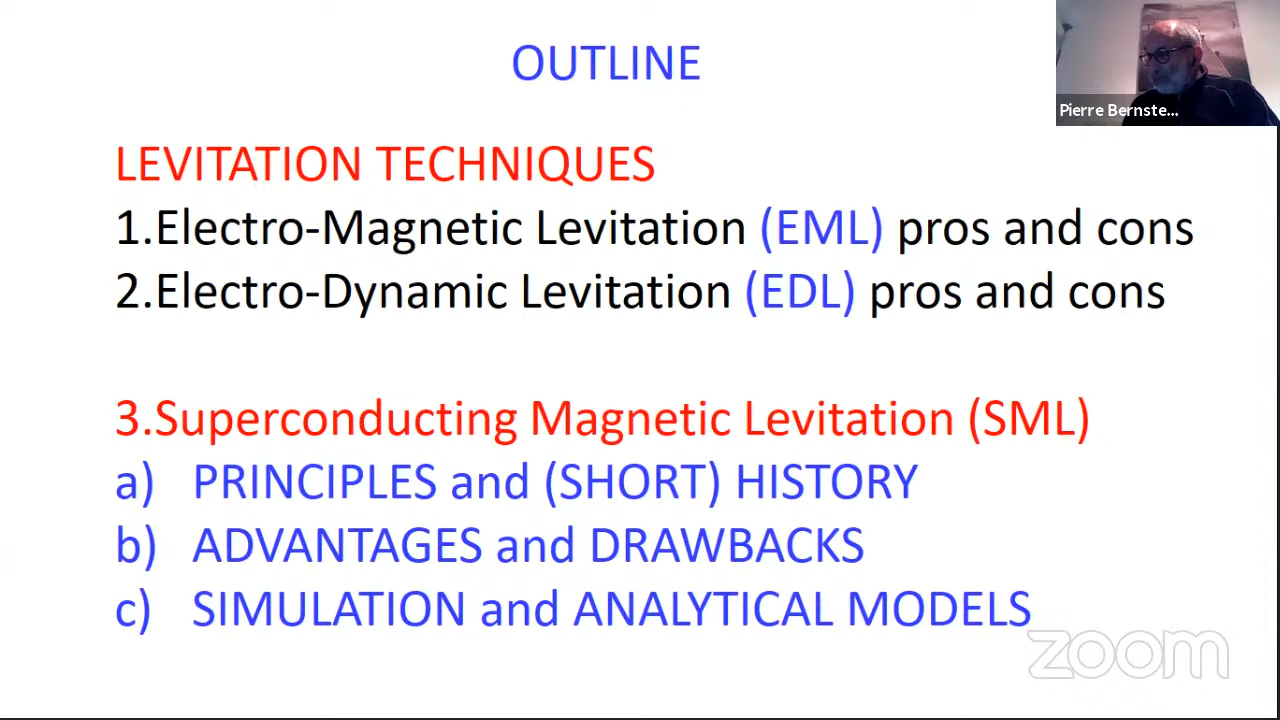 OUTLINE
Pierre Bernste...
LEVITATION TECHNIQUES
1.Electro-Magnetic Levitation (EML) pros and cons
2.Electro-Dynamic Levitation (EDL) pros and cons
3.Superconducting Magnetic Levitation (SML)
a) PRINCIPLES and (SHORT) HISTORY
b) ADVANTAGES and DRAWBACKS
c) SIMULATION and ANALYTICAL MODELS
zoom